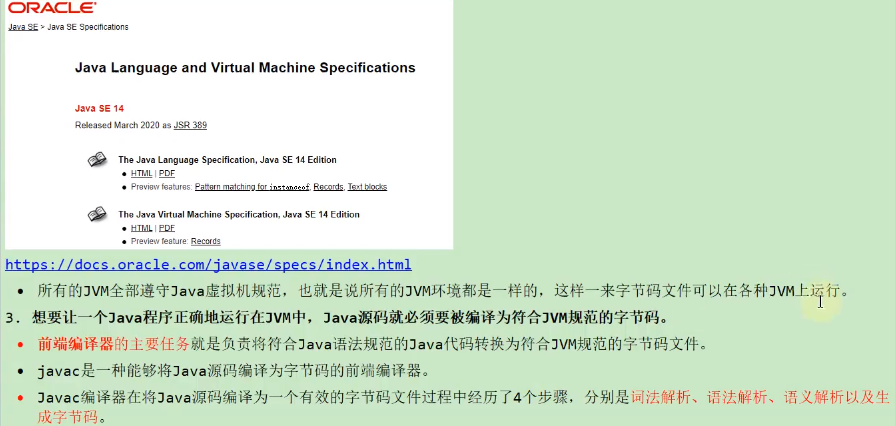 ORACLE
Java SE > Java SE Specifications
Java Language and Virtual Machine Specifications
Java SE 14
Released March 2020 as JSR 389
The Java Language Specification, Java SE 14 Edition
● HTML | PDF
● Preview features: Pattern matching for instanceof, Records, Text blocks
The Java Virtual Machine Specification, Java SE 14 Edition
● HTML | PDF
● Preview feature: Records
https://docs.oracle.com/javase/specs/index.html
● 所有的JVM全部遵守Java虚拟机规范，也就是说所有的JVM环境都是一样的，这样一来字节码文件可以在各种JVM上运行。
3. 想要让一个Java程序正确地运行在JVM中，Java源码就必须要被编译为符合JVM规范的字节码。
● 前端编译器的主要任务就是负责将符合Java语法规范的Java代码转换为符合JVM规范的字节码文件。
● javac是一种能够将Java源码编译为字节码的前端编译器。
● Javac编译器在将Java源码编译为一个有效的字节码文件过程中经历了4个步骤，分别是词法解析、语法解析、语义解析以及生
成字节码。